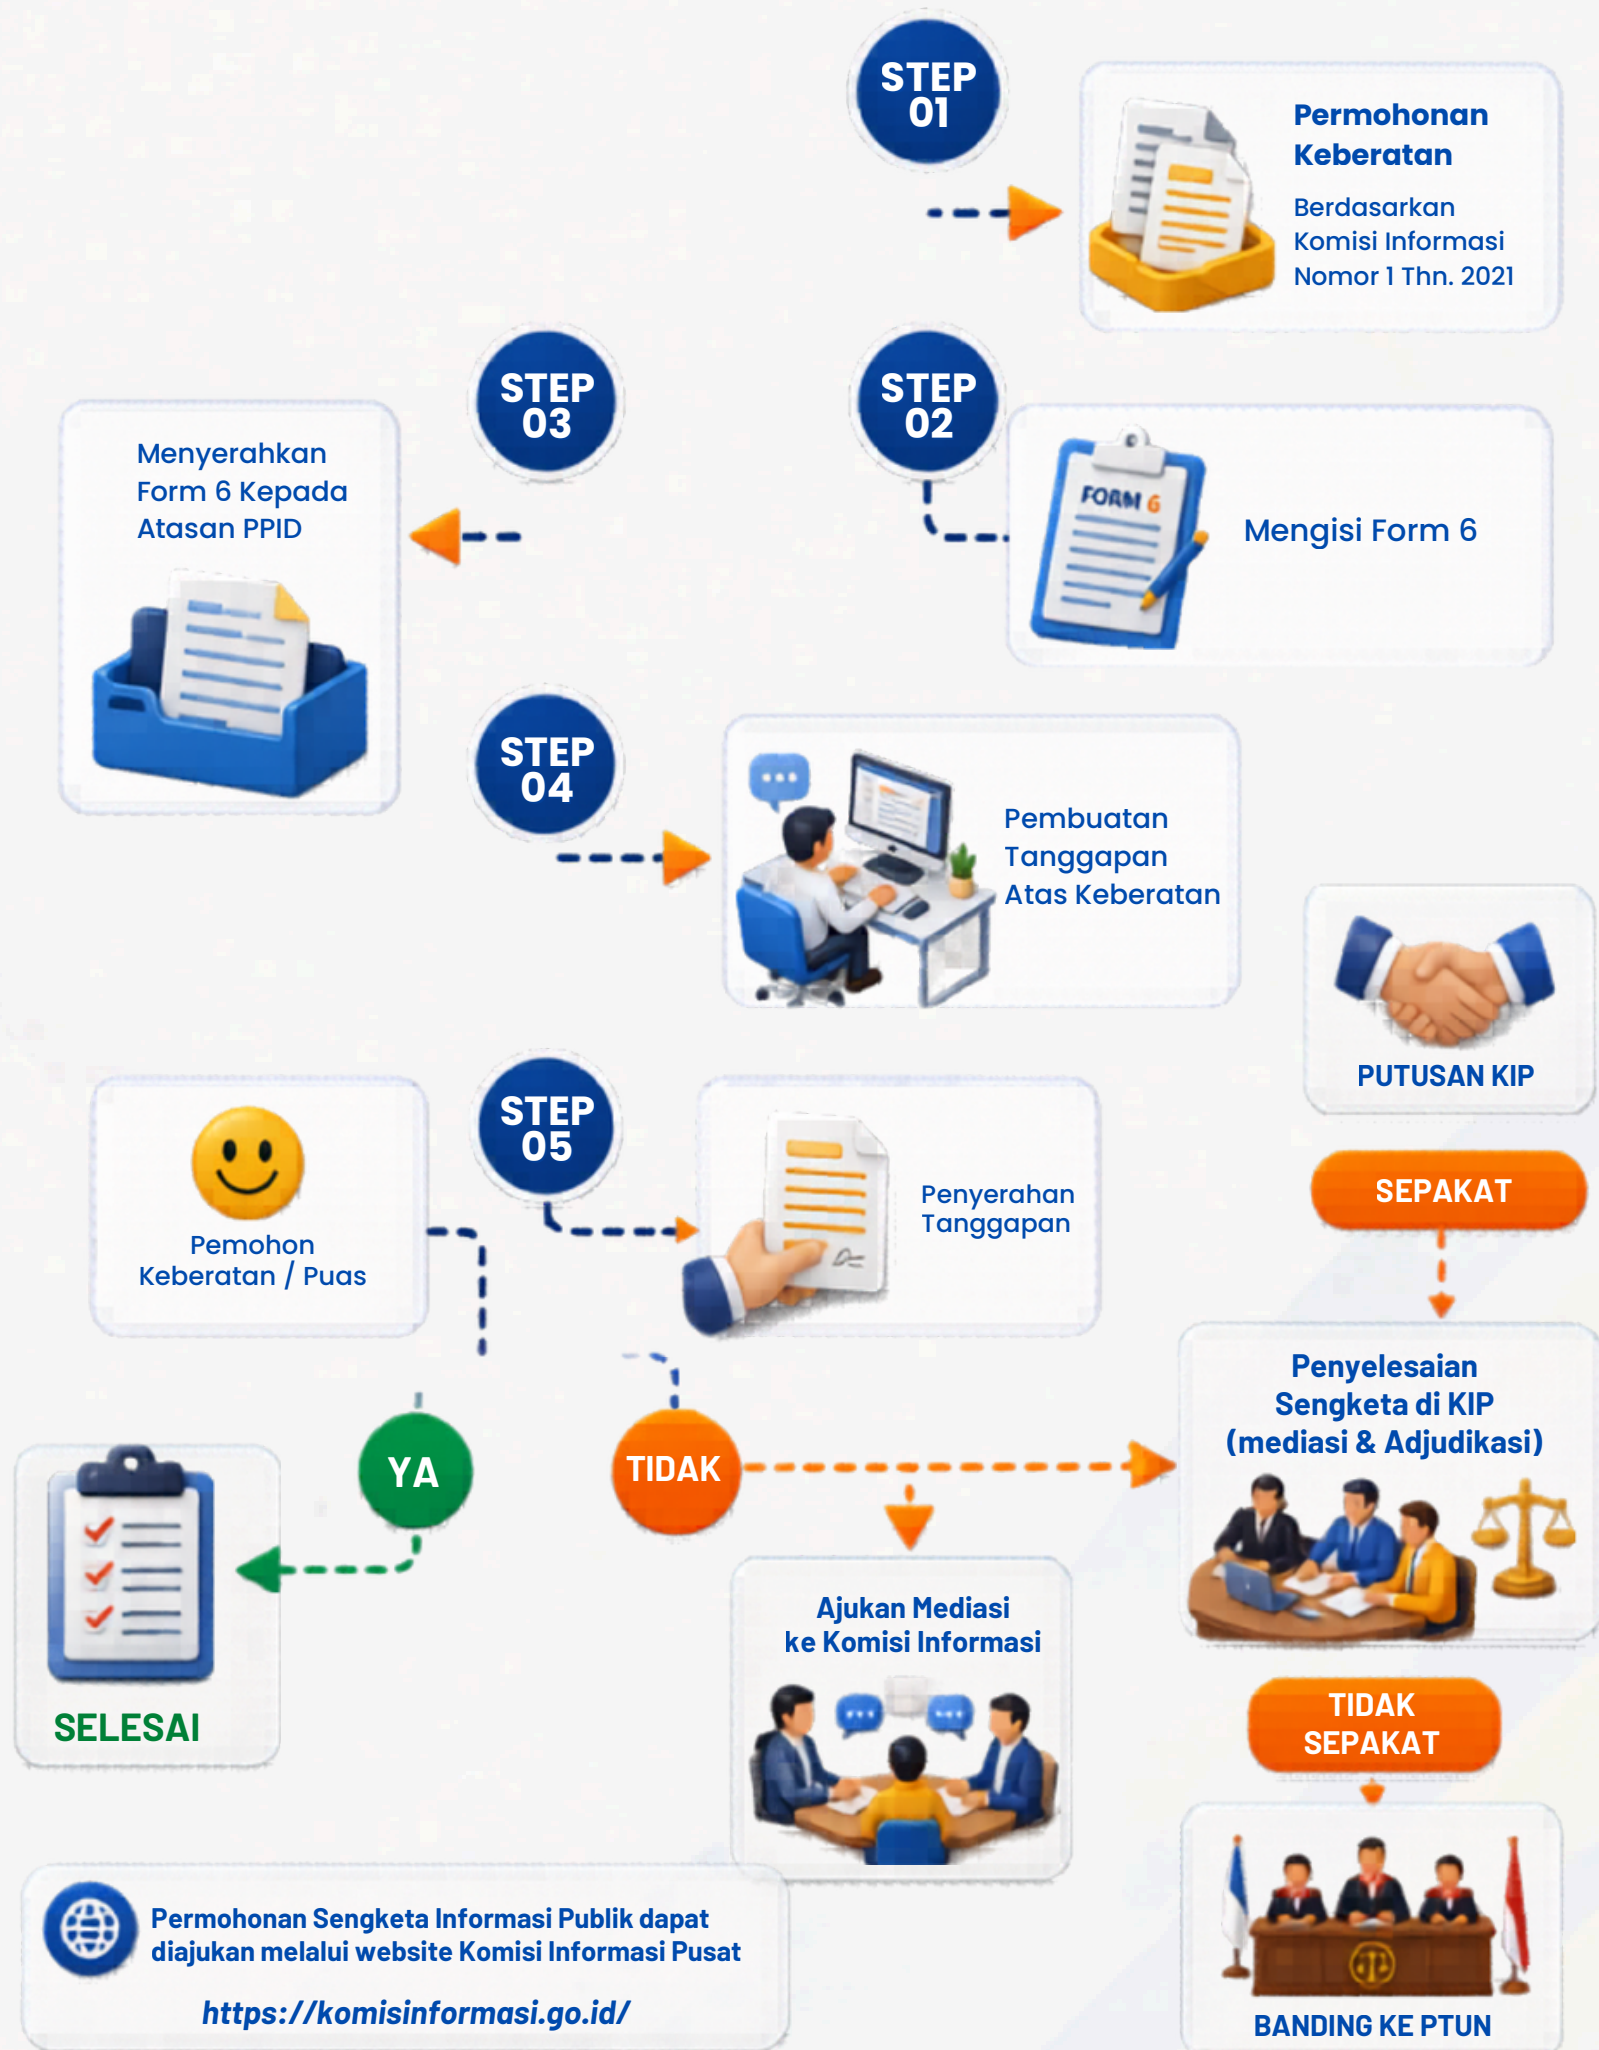 STEP
01
Permohonan
Keberatan
Berdasarkan
Komisi Informasi
Nomor 1 Thn. 2021
STEP
02
FORM 6
Mengisi Form 6
STEP
03
Menyerahkan
Form 6 Kepada
Atasan PPID
STEP
04
Pembuatan
Tanggapan
Atas Keberatan
STEP
05
Penyerahan
Tanggapan
Pemohon
Keberatan / Puas
YA
SELESAI
TIDAK
Ajukan Mediasi
ke Komisi Informasi
PUTUSAN KIP
SEPAKAT
Penyelesaian
Sengketa di KIP
(mediasi & Adjudikasi)
TIDAK
SEPAKAT
BANDING KE PTUN
Permohonan Sengketa Informasi Publik dapat
diajukan melalui website Komisi Informasi Pusat
https://komisinformasi.go.id/